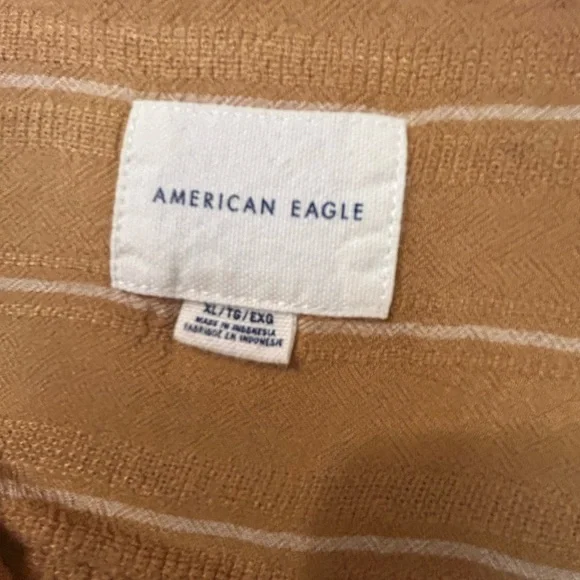 AMERICAN EAGLE
XL/TG/EXG
MADE IN INDONESIA
FABRIQUÉ EN INDONÉSIE